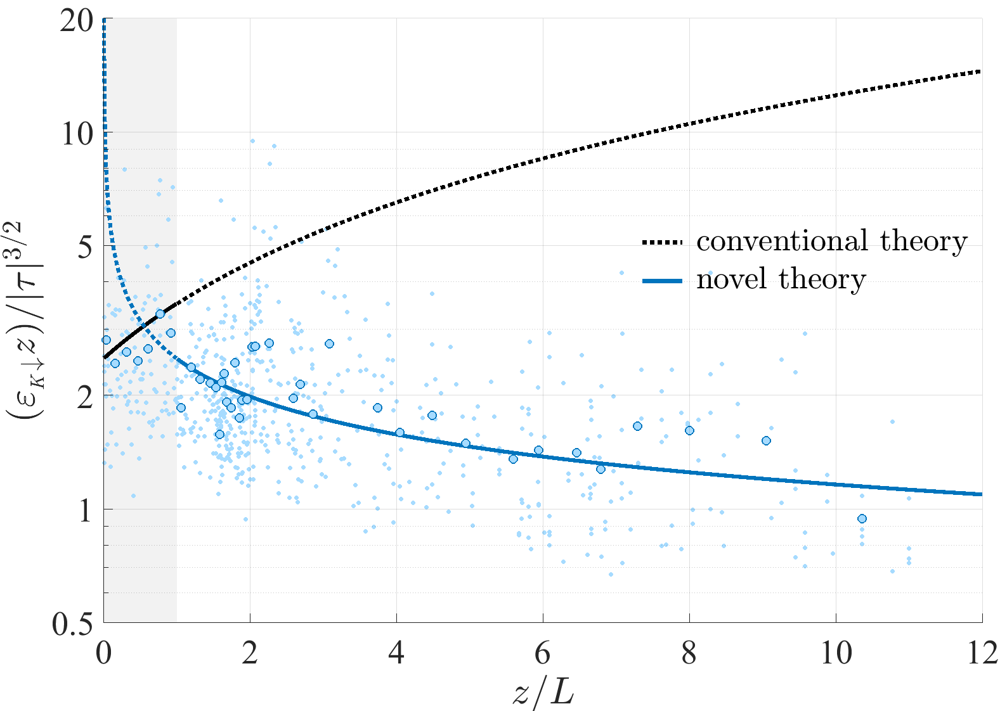 20
10
5
2
1
0.5
(ε_K↓ z)/|τ|^3/2
conventional theory
novel theory
0 2 4 6 8 10 12
z/L